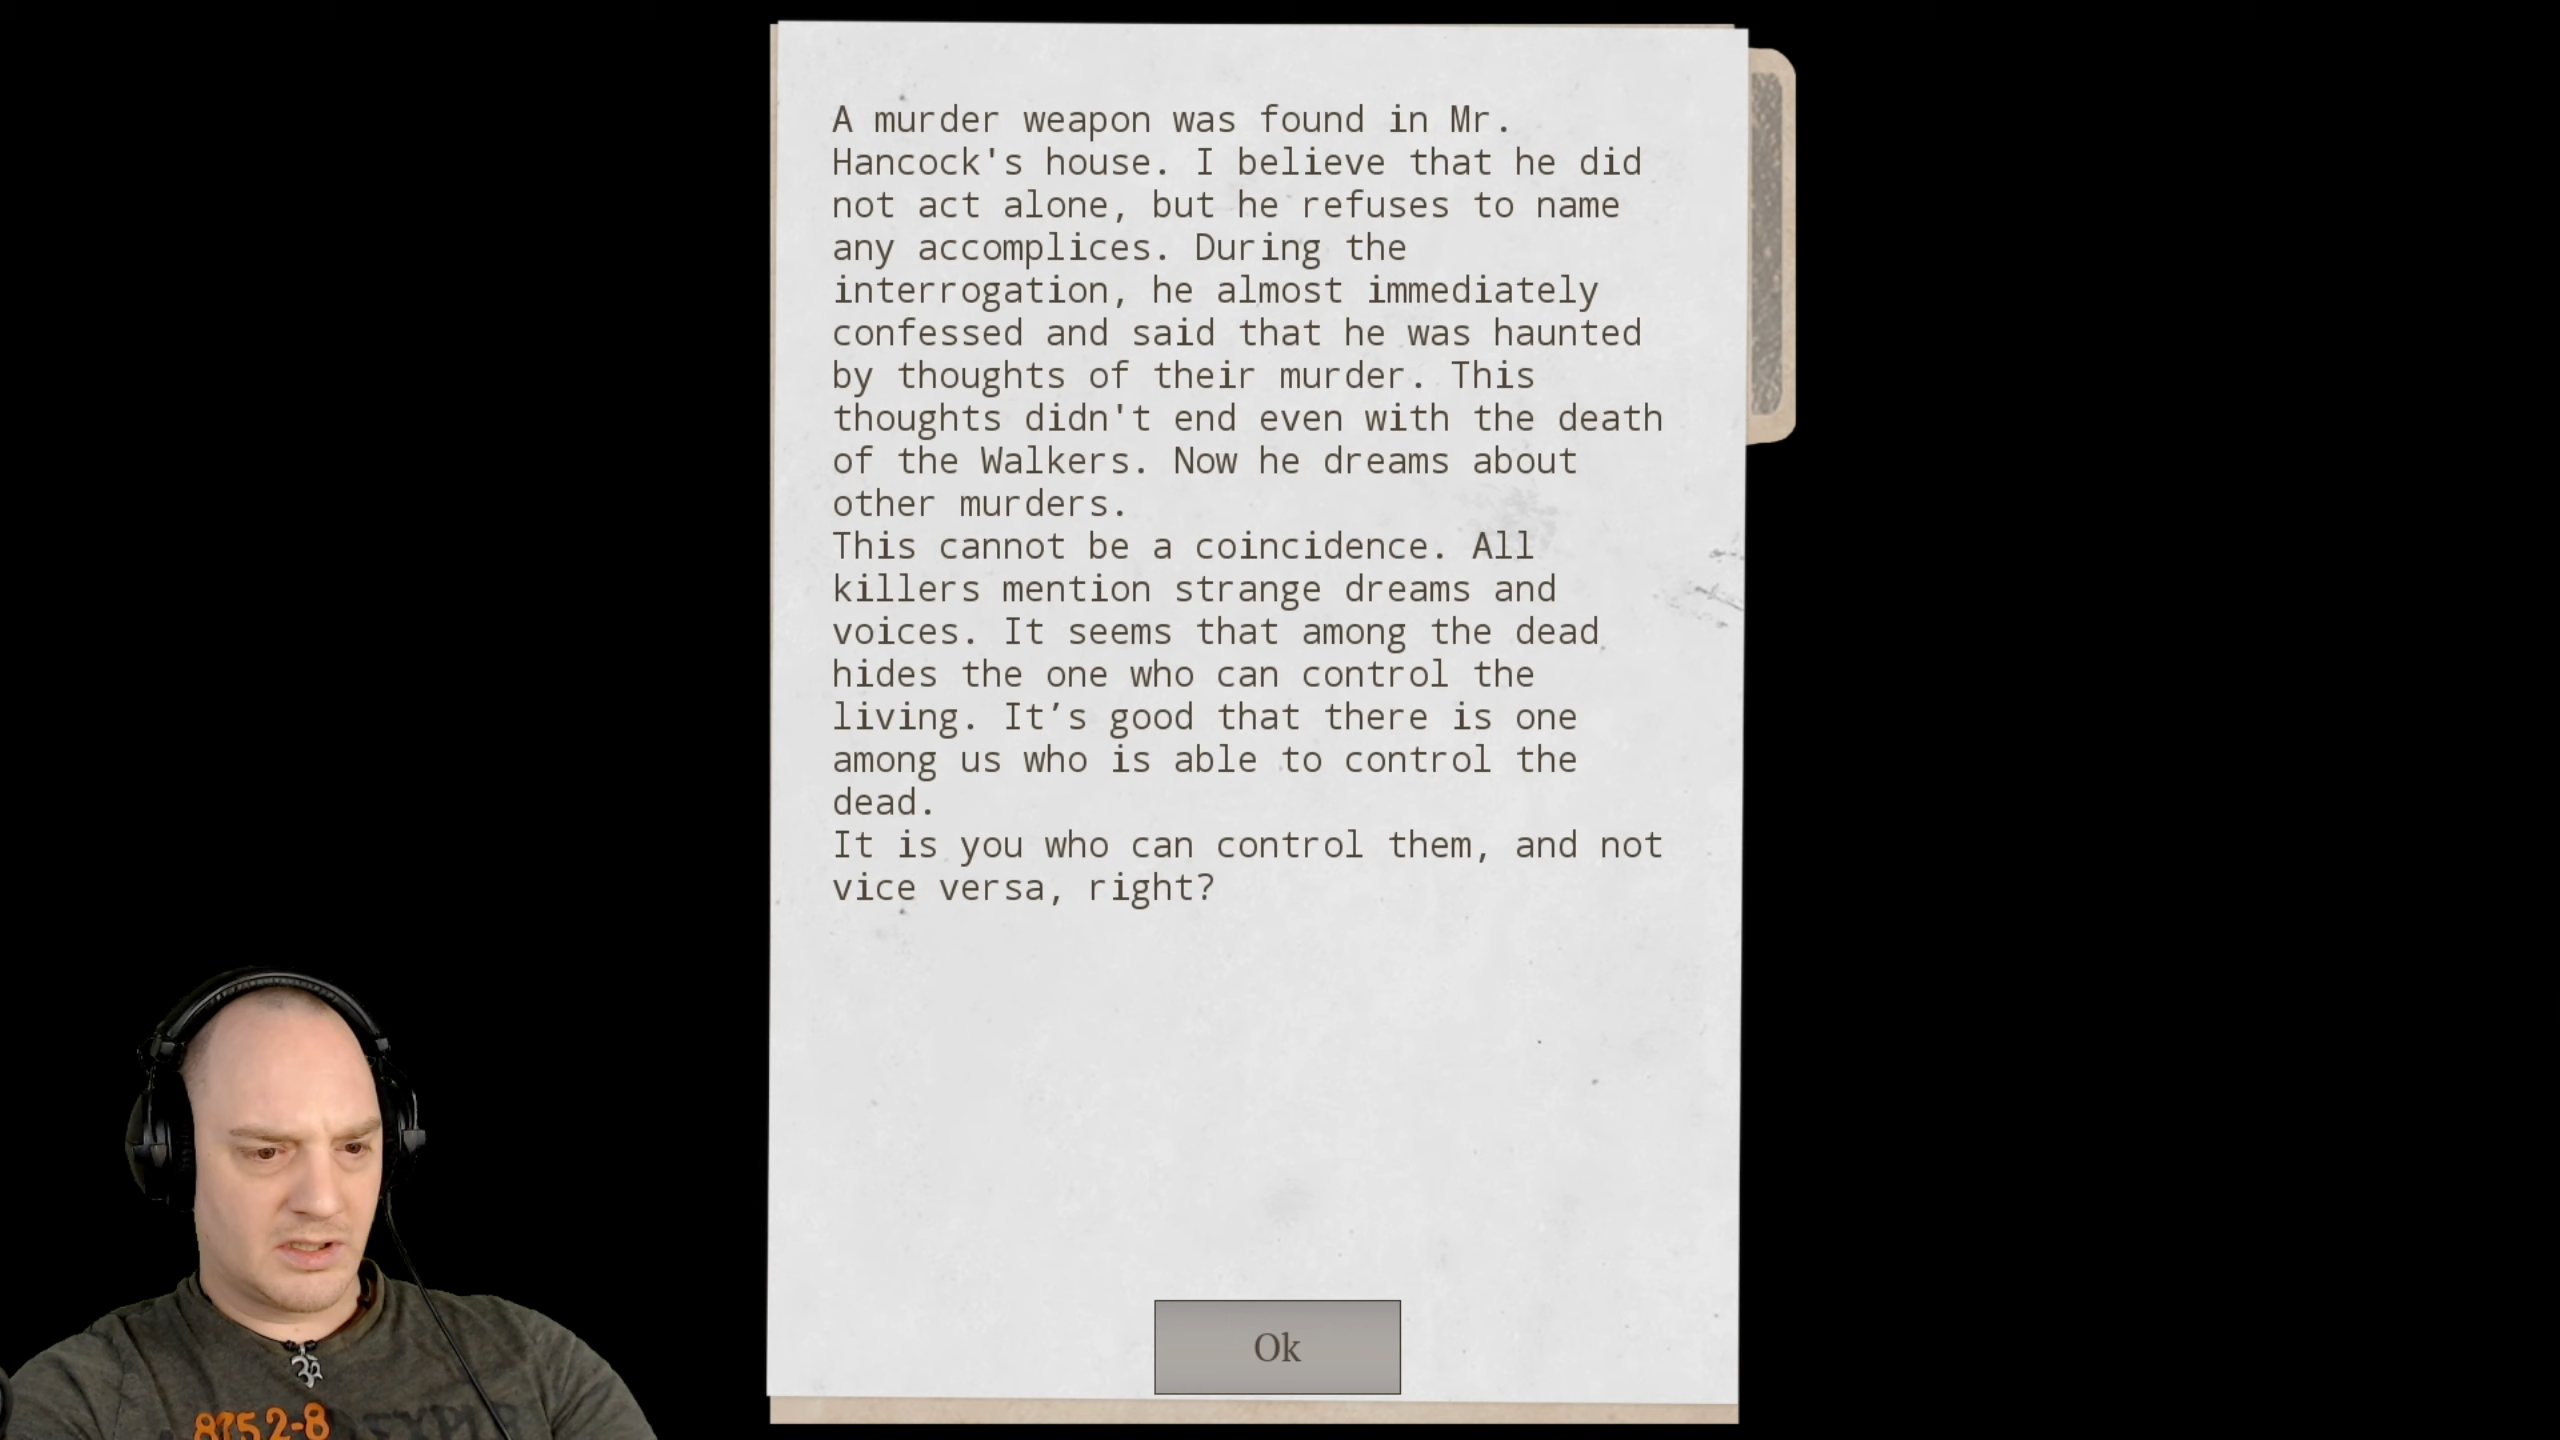 A murder weapon was found in Mr.
Hancock's house. I believe that he did
not act alone, but he refuses to name
any accomplices. During the
interrogation, he almost immediately
confessed and said that he was haunted
by thoughts of their murder. This
thoughts didn't end even with the death
of the Walkers. Now he dreams about
other murders.
This cannot be a coincidence. All
killers mention strange dreams and
voices. It seems that among the dead
hides the one who can control the
living. It’s good that there is one
among us who is able to control the
dead.
It is you who can control them, and not
vice versa, right?
Ok